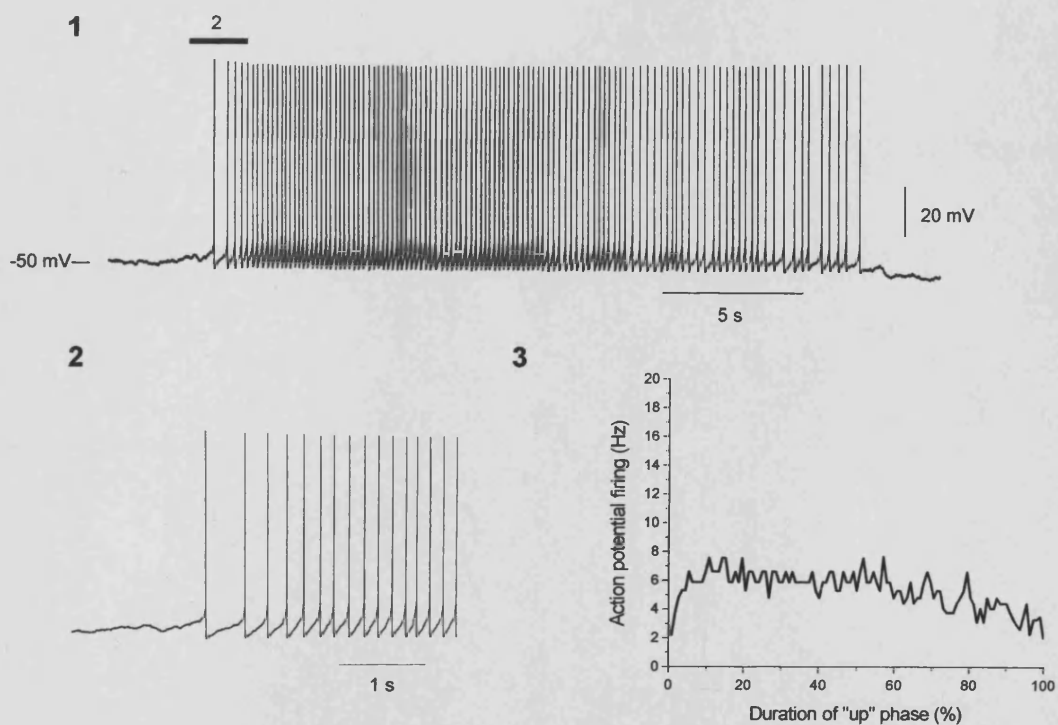 1
2
-50 mV
20 mV
5 s
2
1 s
3
Action potential firing (Hz)
20
18
16
14
12
10
8
6
4
2
0
0 20 40 60 80 100
Duration of "up" phase (%)